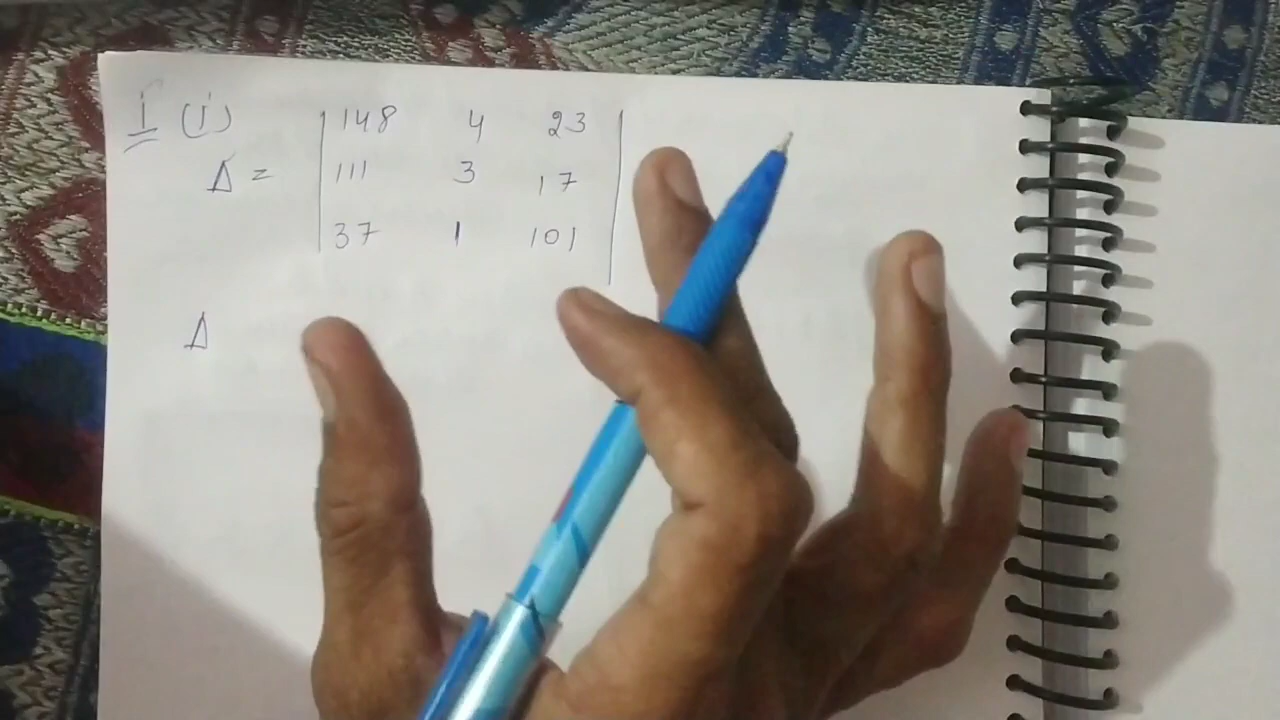 I (i)
| 148 4 23 |
Δ = | 111 3 17 |
| 37 1 101 |
Δ